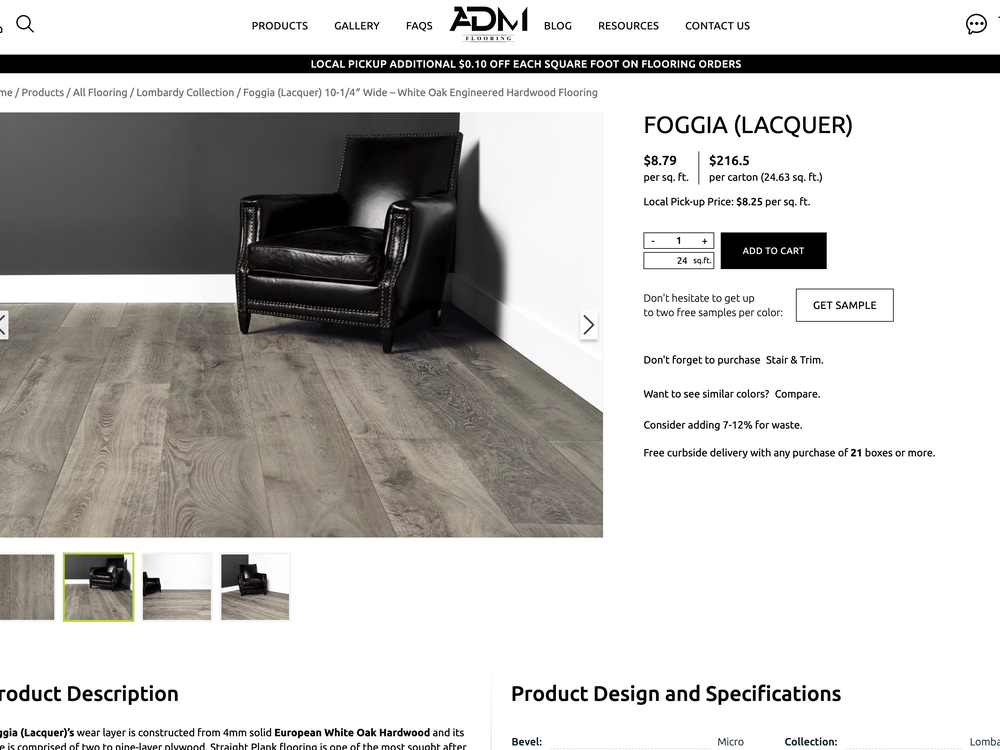 PRODUCTS GALLERY FAQS ADM FLOORING BLOG RESOURCES CONTACT US
LOCAL PICKUP ADDITIONAL $0.10 OFF EACH SQUARE FOOT ON FLOORING ORDERS
/ Products / All Flooring / Lombardy Collection / Foggia (Lacquer) 10-1/4″ Wide – White Oak Engineered Hardwood Flooring
FOGGIA (LACQUER)
$8.79 $216.5
per sq. ft. per carton (24.63 sq. ft.)
Local Pick-up Price: $8.25 per sq. ft.
- 1 +
24 sq.ft.
ADD TO CART
Don't hesitate to get up
to two free samples per color:
GET SAMPLE
Don't forget to purchase Stair & Trim.
Want to see similar colors? Compare.
Consider adding 7-12% for waste.
Free curbside delivery with any purchase of 21 boxes or more.
roduct Description
Product Design and Specifications
ggia (Lacquer)’s wear layer is constructed from 4mm solid European White Oak Hardwood and its
is comprised of two to nine-layer plywood. Straight Plank flooring is one of the most sought after
Bevel: Micro Collection: Lomba